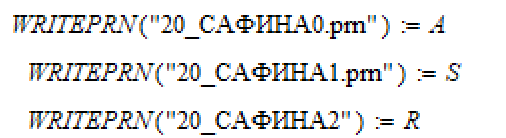 WRITEPRN("20_САФИНА0.prn") := A
WRITEPRN("20_САФИНА1.prn") := S
WRITEPRN("20_САФИНА2") := R